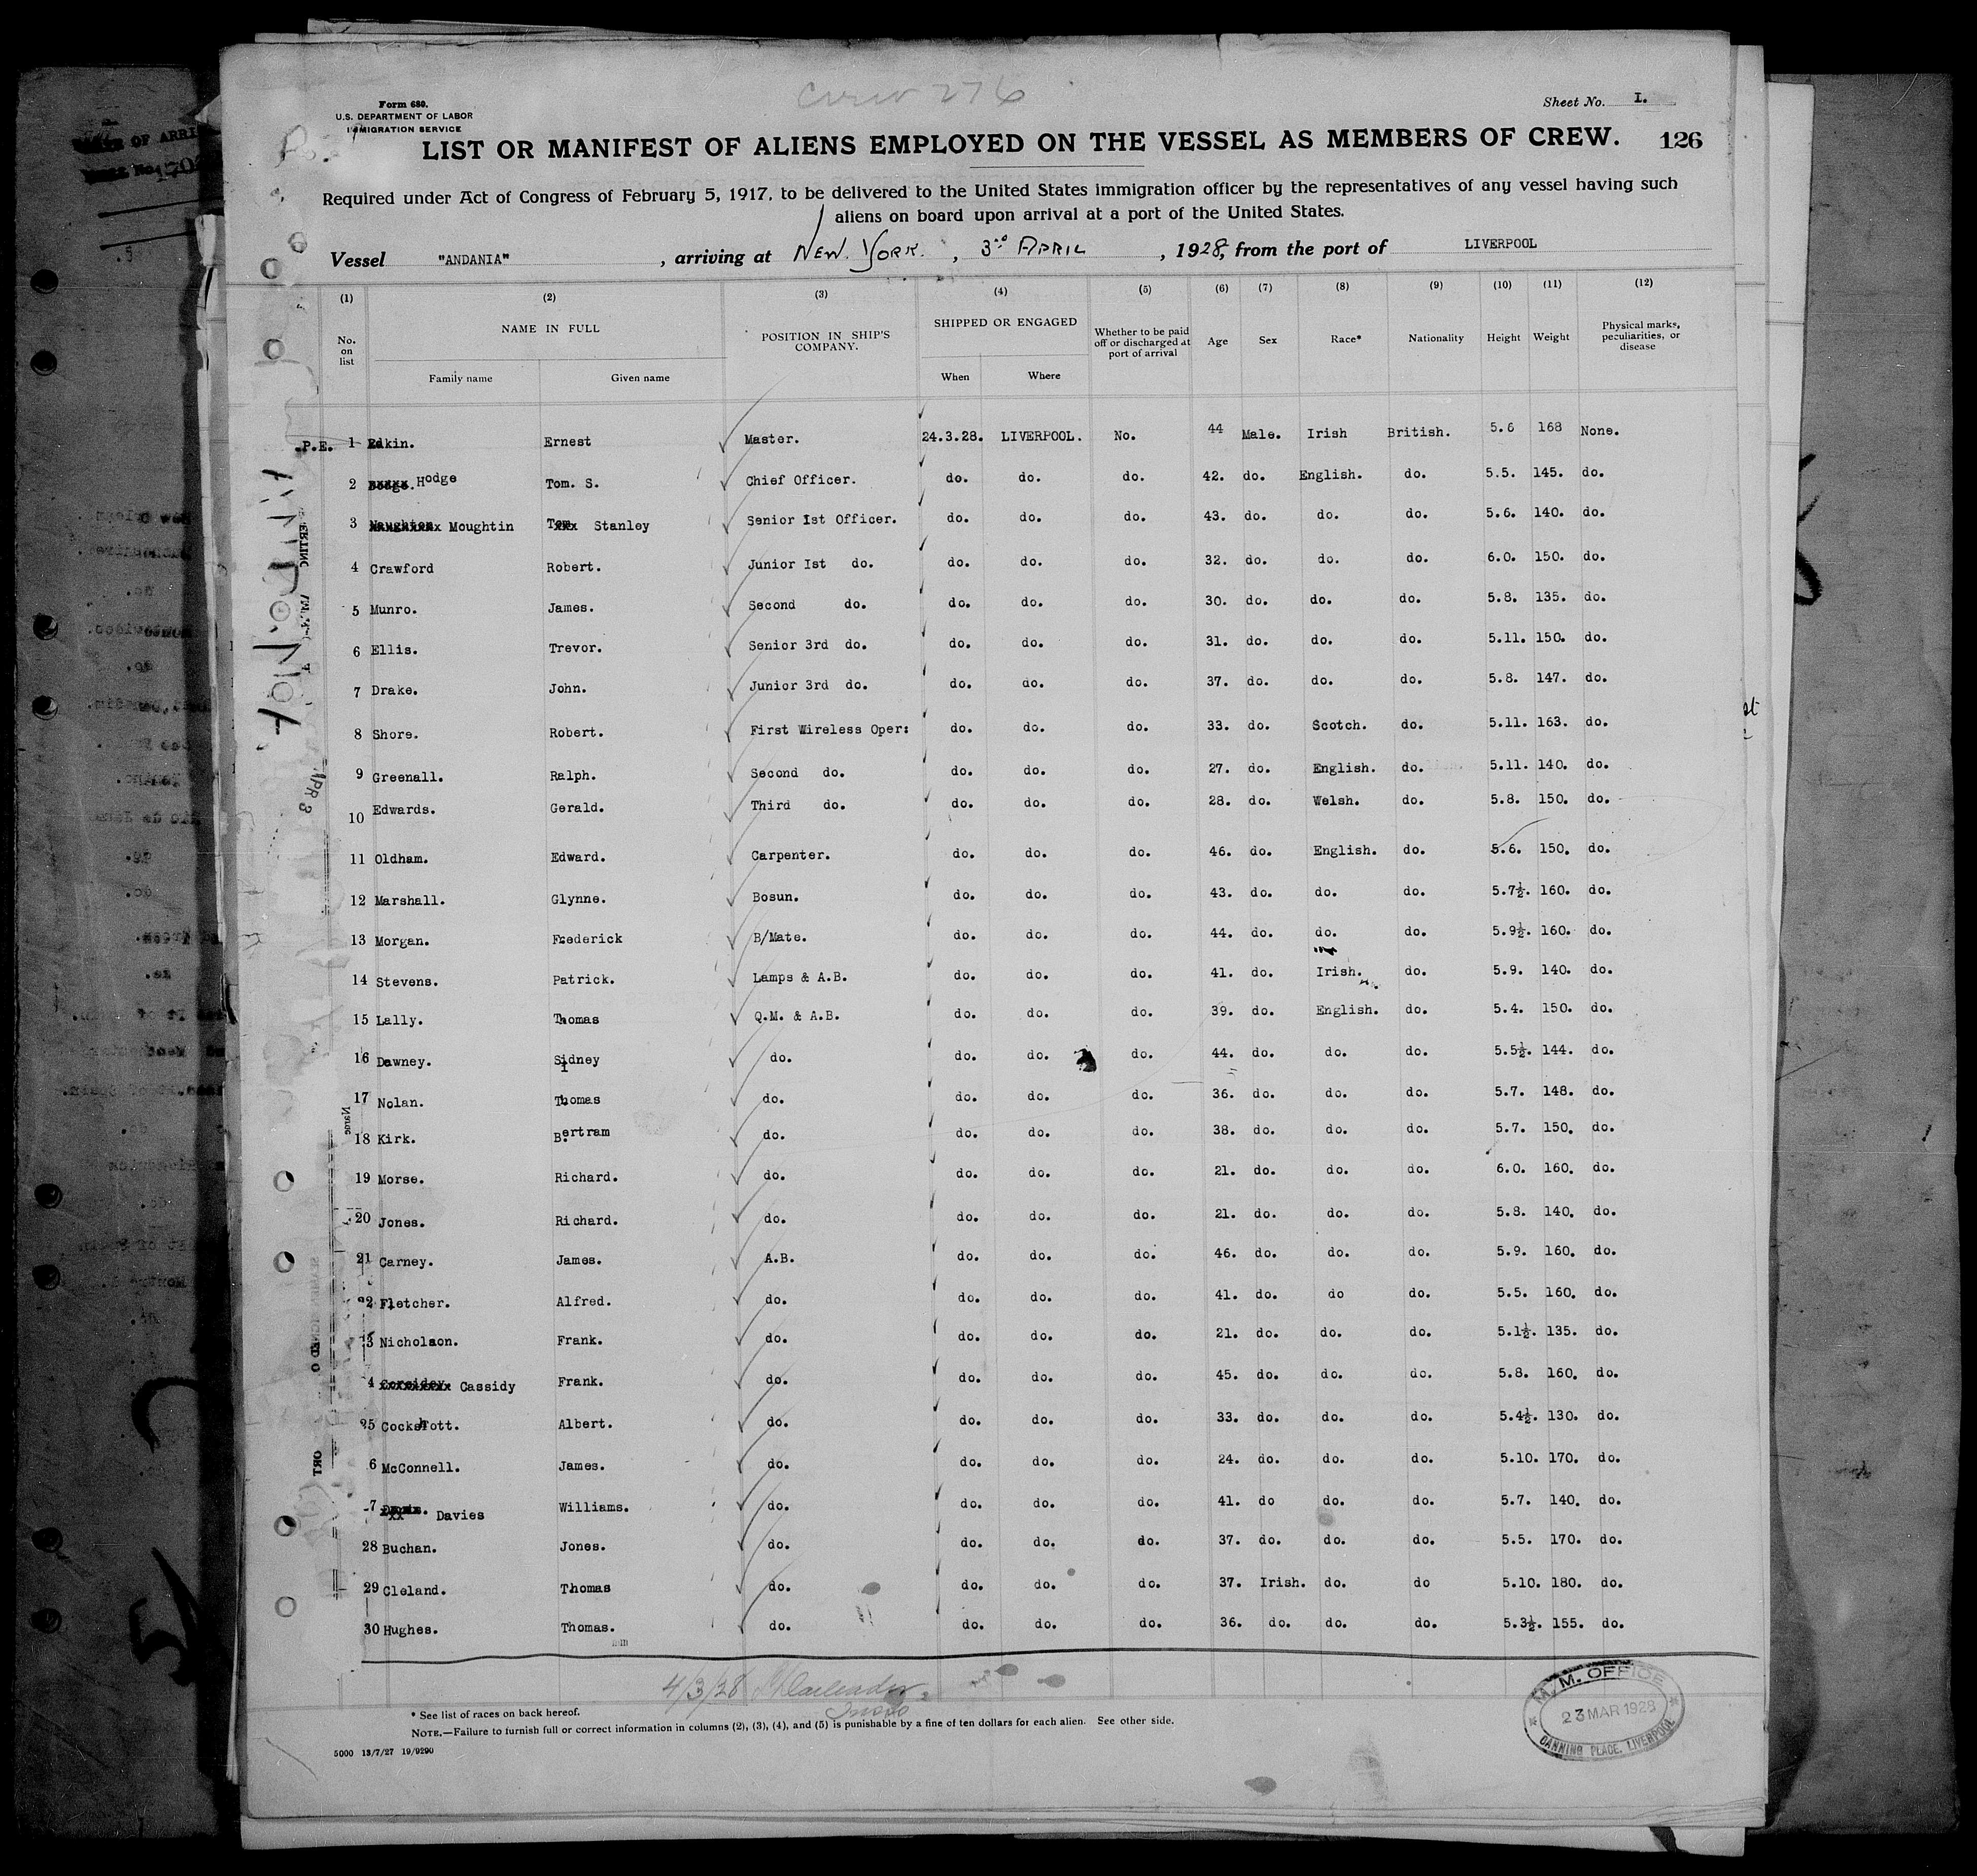 Crew 276
Form 680.
U.S. DEPARTMENT OF LABOR
IMMIGRATION SERVICE
Sheet No. I.
LIST OR MANIFEST OF ALIENS EMPLOYED ON THE VESSEL AS MEMBERS OF CREW. 126
Required under Act of Congress of February 5, 1917, to be delivered to the United States immigration officer by the representatives of any vessel having such
aliens on board upon arrival at a port of the United States.
Vessel "ANDANIA", arriving at NEW. YORK., 3RD APRIL, 1928, from the port of LIVERPOOL
(1) (2) (3) (4) (5) (6) (7) (8) (9) (10) (11) (12)
No. on list NAME IN FULL POSITION IN SHIP'S COMPANY. SHIPPED OR ENGAGED Whether to be paid off or discharged at port of arrival Age Sex Race* Nationality Height Weight Physical marks, peculiarities, or disease
Family name Given name When Where
P.E. 1 Edkin. Ernest Master. 24.3.28. LIVERPOOL. No. 44 Male. Irish British. 5.6 168 None.
2 Hodge Tom. S. Chief Officer. do. do. do. 42. do. English. do. 5.5. 145. do.
3 Moughtin Stanley Senior Ist Officer. do. do. do. 43. do. do. do. 5.6. 140. do.
4 Crawford Robert. Junior Ist do. do. do. do. 32. do. do. do. 6.0. 150. do.
5 Munro. James. Second do. do. do. do. 30. do. do. do. 5.8. 135. do.
6 Ellis. Trevor. Senior 3rd do. do. do. do. 31. do. do. do. 5.11. 150. do.
7 Drake. John. Junior 3rd do. do. do. do. 37. do. do. do. 5.8. 147. do.
8 Shore. Robert. First Wireless Oper: do. do. do. 33. do. Scotch. do. 5.11. 163. do.
9 Greenall. Ralph. Second do. do. do. do. 27. do. English. do. 5.11. 140. do.
10 Edwards. Gerald. Third do. do. do. do. 28. do. Welsh. do. 5.8. 150. do.
11 Oldham. Edward. Carpenter. do. do. do. 46. do. English. do. 5.6. 150. do.
12 Marshall. Glynne. Bosun. do. do. do. 43. do. do. do. 5.7½. 160. do.
13 Morgan. Frederick B/Mate. do. do. do. 44. do. do. do. 5.9½. 160. do.
14 Stevens. Patrick. Lamps & A.B. do. do. do. 41. do. Irish. do. 5.9. 140. do.
15 Lally. Thomas Q.M. & A.B. do. do. do. 39. do. English. do. 5.4. 150. do.
16 Dawney. Sidney do. do. do. do. 44. do. do. do. 5.5½. 144. do.
17 Nolan. Thomas do. do. do. do. 36. do. do. do. 5.7. 148. do.
18 Kirk. Bertram do. do. do. do. 38. do. do. do. 5.7. 150. do.
19 Morse. Richard. do. do. do. do. 21. do. do. do. 6.0. 160. do.
20 Jones. Richard. do. do. do. do. 21. do. do. do. 5.8. 140. do.
21 Carney. James. A.B. do. do. do. 46. do. do. do. 5.9. 160. do.
22 Fletcher. Alfred. do. do. do. do. 41. do. do do. 5.5. 160. do.
3 Nicholson. Frank. do. do. do. do. 21. do. do. do. 5.1½. 135. do.
4 Cassidy Frank. do. do. do. do. 45. do. do. do. 5.8. 160. do.
25 Cockshott. Albert. do. do. do. do. 33. do. do. do. 5.4½. 130. do.
6 McConnell. James. do. do. do. do. 24. do. do. do. 5.10. 170. do.
7 Davies Williams. do. do. do. do. 41. do do. do. 5.7. 140. do.
28 Buchan. Jones. do. do. do. do. 37. do. do. do. 5.5. 170. do.
29 Cleland. Thomas do. do. do. do. 37. Irish. do. do 5.10. 180. do.
30 Hughes. Thomas. do. do. do. do. 36. do. do. do. 5.3½. 155. do.
4/3/28
* See list of races on back hereof.
NOTE.—Failure to furnish full or correct information in columns (2), (3), (4), and (5) is punishable by a fine of ten dollars for each alien. See other side.
5000 13/7/27 19/9290
M. M. OFFICE
23 MAR 1928
CANNING PLACE, LIVERPOOL
APR 3